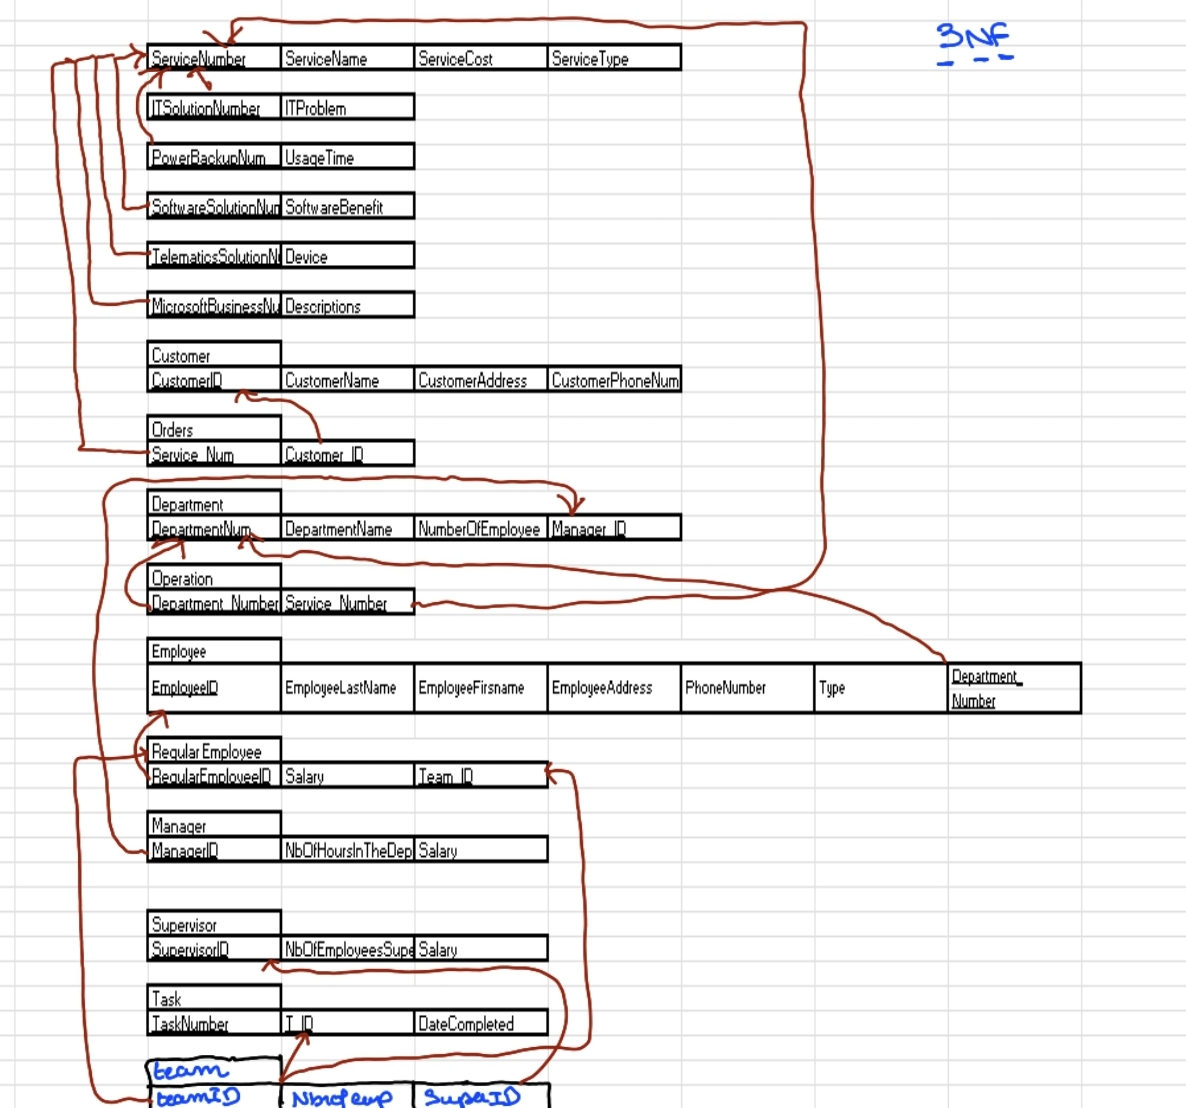 3NF
ServiceNumber ServiceName ServiceCost ServiceType
ITSolutionNumber ITProblem
PowerBackupNum UsageTime
SoftwareSolutionNum SoftwareBenefit
TelematicsSolutionN Device
MicrosoftBusinessNu Descriptions
Customer
CustomerID CustomerName CustomerAddress CustomerPhoneNum
Orders
Service_Num Customer_ID
Department
DepartmentNum DepartmentName NumberOfEmployee Manager_ID
Operation
Department_Number Service_Number
Employee
EmployeeID EmployeeLastName EmployeeFirsname EmployeeAddress PhoneNumber Type Department_
Number
Regular Employee
RegularEmployeeID Salary Team_ID
Manager
ManagerID NbOfHoursInTheDep Salary
Supervisor
SupervisorID NbOfEmployeesSupe Salary
Task
TaskNumber T_ID DateCompleted
team
teamID NbrofEmp SuperID